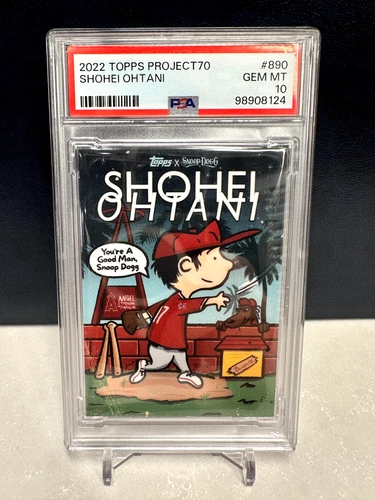 2022 TOPPS PROJECT70 #890
SHOHEI OHTANI GEM MT
10
PSA 98908124
topps x SNOOP DOGG
SHOHEI
OHTANI
You're A
Good Man,
Snoop Dogg
A ANGEL
17